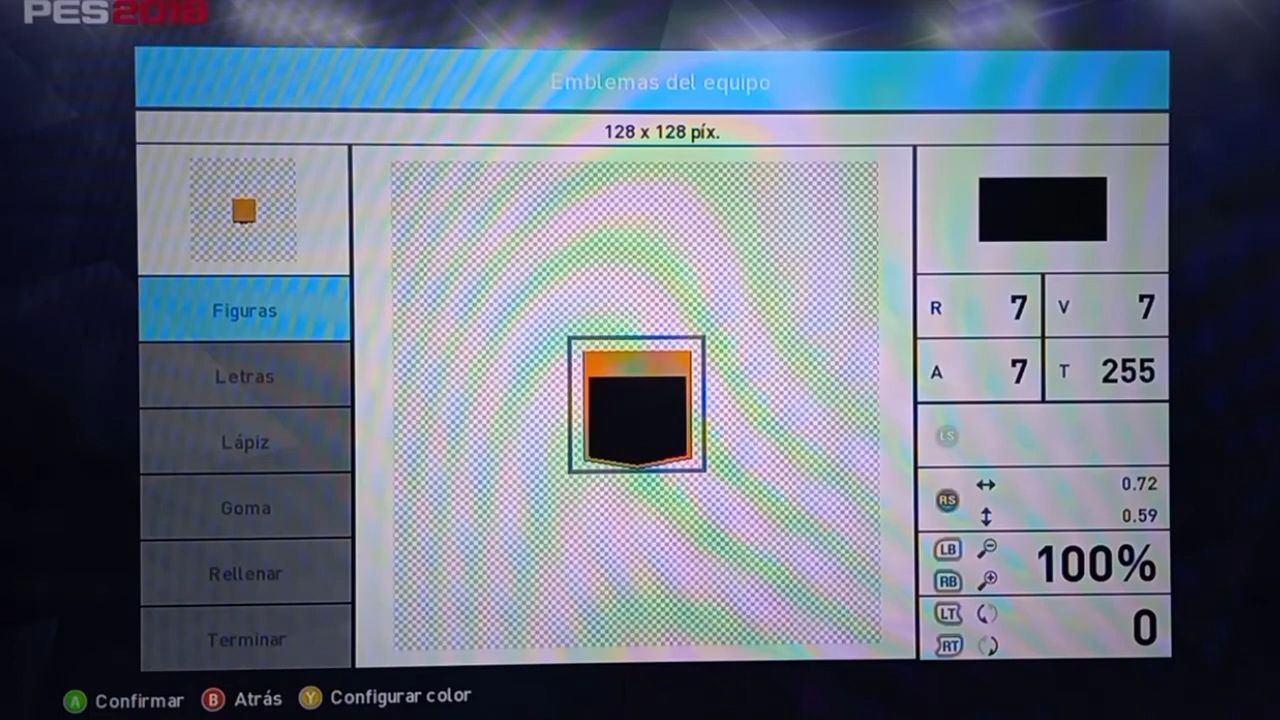 PES2018
Emblemas del equipo
128 x 128 píx.
Figuras
Letras
Lápiz
Goma
Rellenar
Terminar
R 7 V 7
A 7 T 255
LS
RS 0.72
0.59
LB 100%
RB
LT 0
RT
A Confirmar B Atrás Y Configurar color